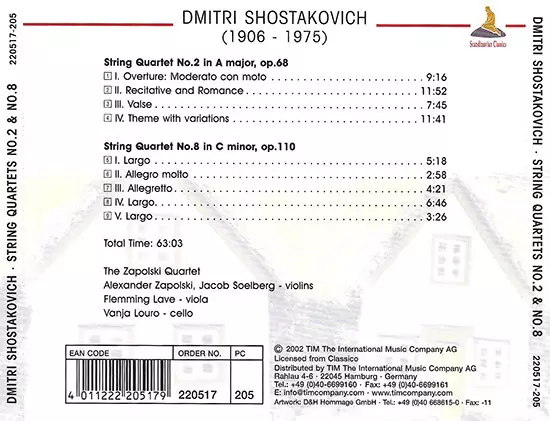 DMITRI SHOSTAKOVICH
(1906 - 1975)
Scandinavian Classics
String Quartet No.2 in A major, op.68
1 I. Overture: Moderato con moto 9:16
2 II. Recitative and Romance 11:52
3 III. Valse 7:45
4 IV. Theme with variations 11:41
String Quartet No.8 in C minor, op.110
5 I. Largo 5:18
6 II. Allegro molto 2:58
7 III. Allegretto 4:21
8 IV. Largo 6:46
9 V. Largo 3:26
Total Time: 63:03
The Zapolski Quartet
Alexander Zapolski, Jacob Soelberg - violins
Flemming Lave - viola
Vanja Louro - cello
EAN CODE ORDER NO. PC
4 011222 205179 220517 205
© 2002 TIM The International Music Company AG
Licensed from Classico
Distributed by TIM The International Music Company AG
Rahlau 4-6 · 22045 Hamburg - Germany
Tel.: +49 (0)40-6699160 · Fax: +49 (0)40-6699161
E: info@timcompany.com · www.timcompany.com
Artwork: D&H Hommago GmbH · Tel.: +49 (0)40 668615-0 · Fax: -11
DMITRI SHOSTAKOVICH · STRING QUARTETS NO.2 & NO.8 220517-205
DMITRI SHOSTAKOVICH · STRING QUARTETS NO.2 & NO.8 220517-205